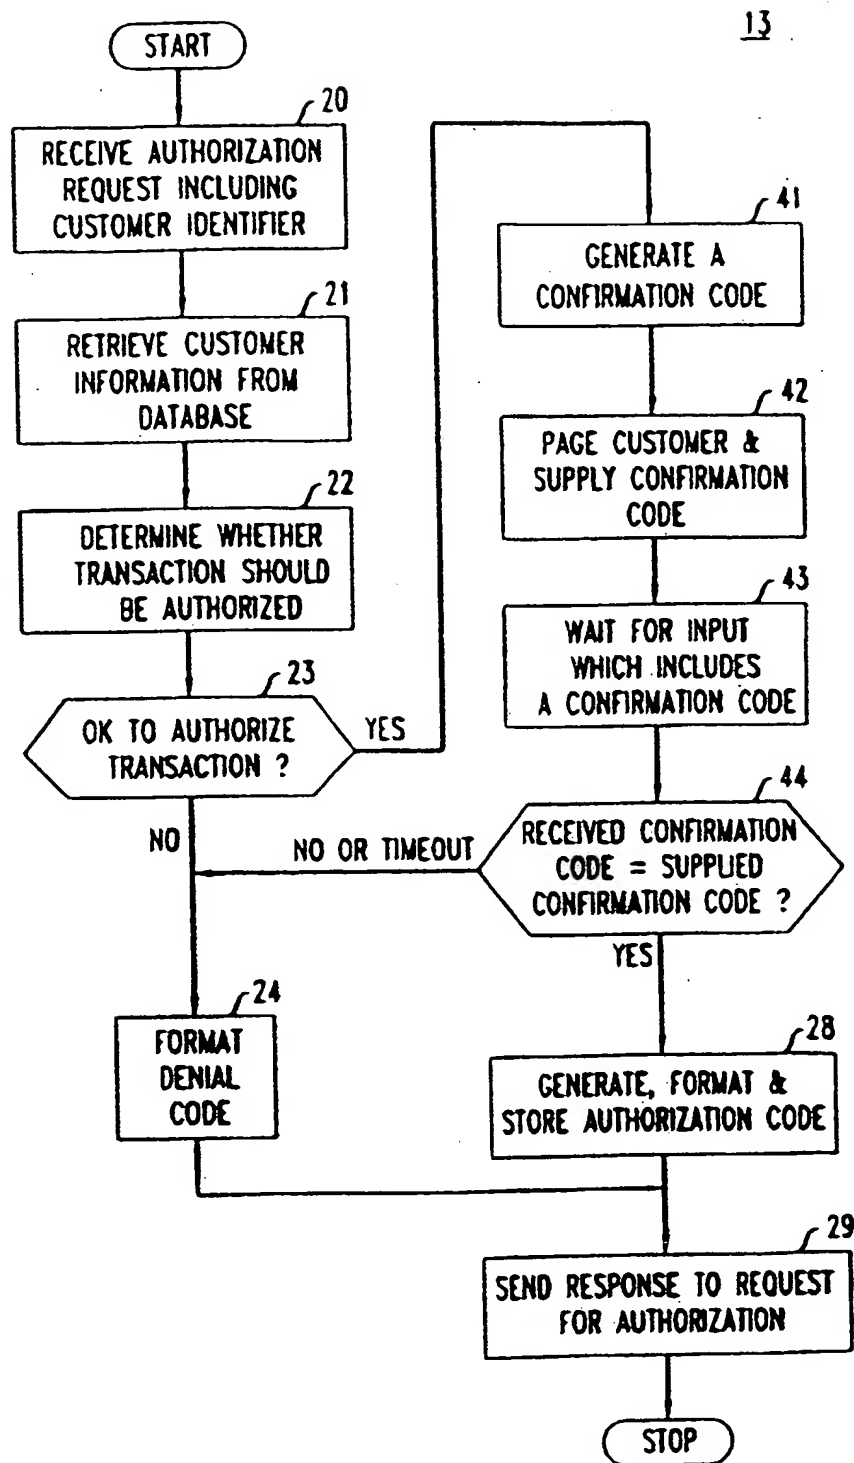 13
START
20
RECEIVE AUTHORIZATION
REQUEST INCLUDING
CUSTOMER IDENTIFIER
21
RETRIEVE CUSTOMER
INFORMATION FROM
DATABASE
22
DETERMINE WHETHER
TRANSACTION SHOULD
BE AUTHORIZED
23
OK TO AUTHORIZE
TRANSACTION ?
YES
NO
24
FORMAT
DENIAL
CODE
41
GENERATE A
CONFIRMATION CODE
42
PAGE CUSTOMER &
SUPPLY CONFIRMATION
CODE
43
WAIT FOR INPUT
WHICH INCLUDES
A CONFIRMATION CODE
44
RECEIVED CONFIRMATION
CODE = SUPPLIED
CONFIRMATION CODE ?
NO OR TIMEOUT
YES
28
GENERATE, FORMAT &
STORE AUTHORIZATION CODE
29
SEND RESPONSE TO REQUEST
FOR AUTHORIZATION
STOP